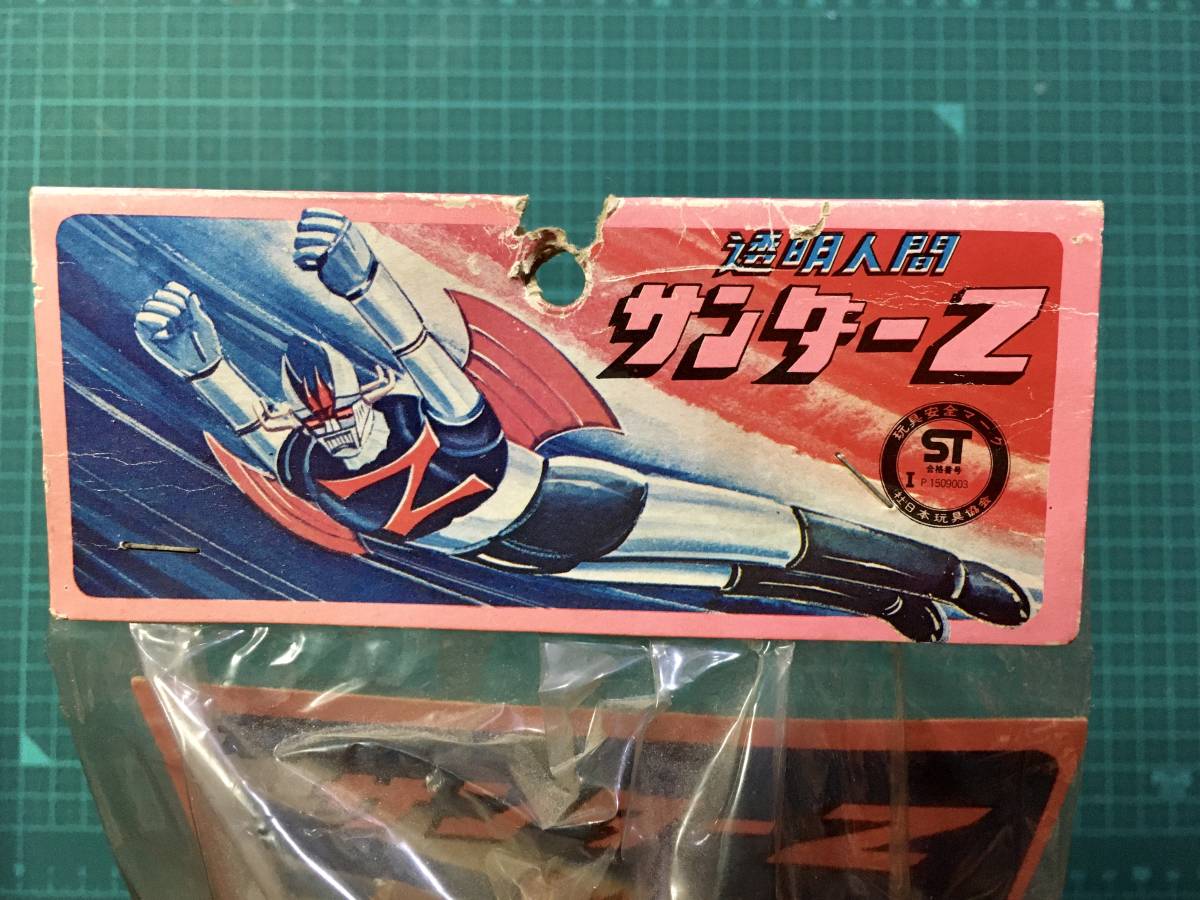 透明人間
サンダーZ
玩具安全マーク
ST
合格番号
I P.1509003
社日本玩具協会
Z